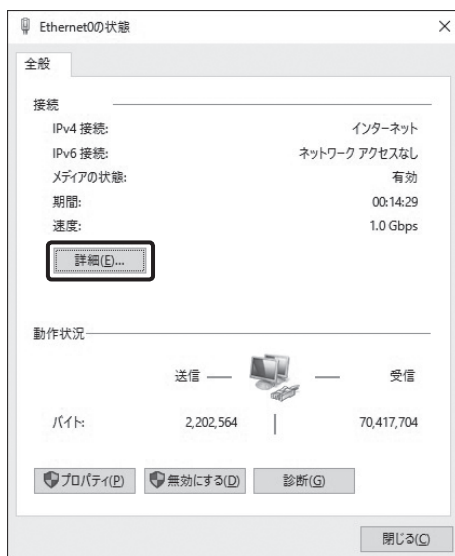 Ethernet0の状態
全般
接続
IPv4 接続: インターネット
IPv6 接続: ネットワーク アクセスなし
メディアの状態: 有効
期間: 00:14:29
速度: 1.0 Gbps
詳細(E)...
動作状況
送信 受信
バイト: 2,202,564 70,417,704
プロパティ(P) 無効にする(D) 診断(G)
閉じる(C)